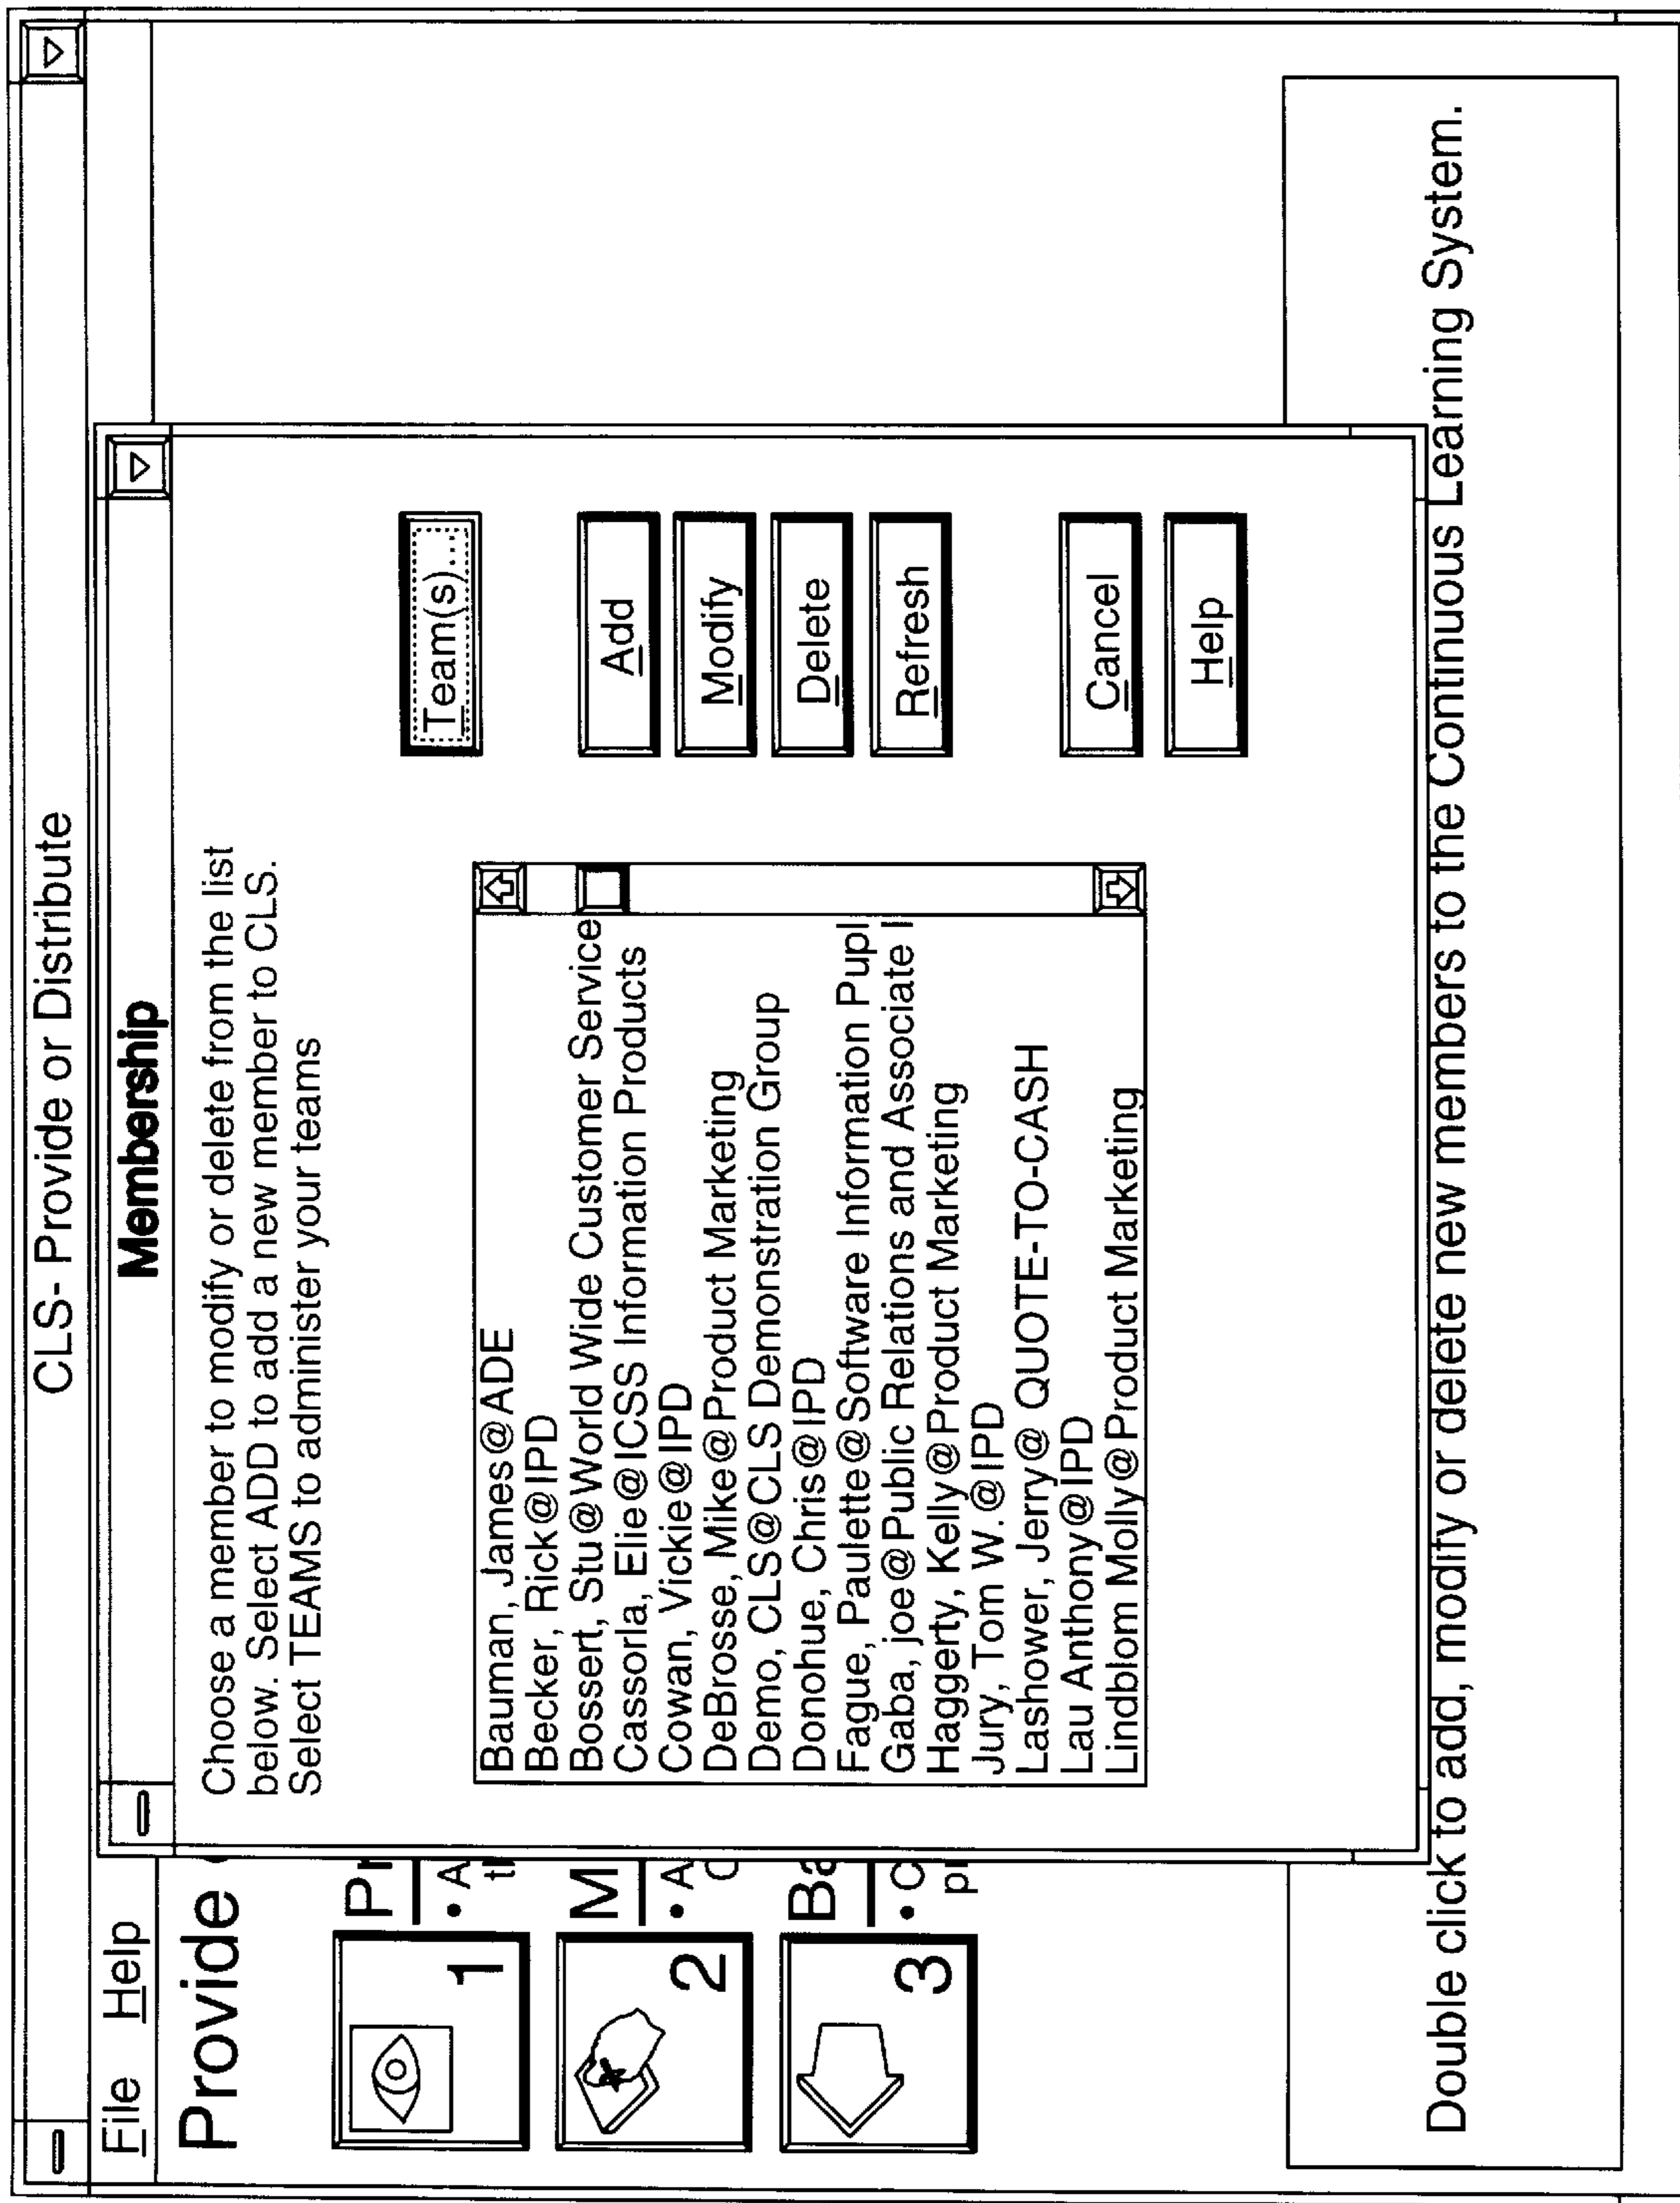 CLS- Provide or Distribute
File Help
Provide
Membership
Choose a member to modify or delete from the list
below. Select ADD to add a new member to CLS.
Select TEAMS to administer your teams
Team(s)...
Bauman, James@ADE
Becker, Rick@IPD
Bossert, Stu@World Wide Customer Service
Cassorla, Elie@ICSS Information Products
Cowan, Vickie@IPD
DeBrosse, Mike@Product Marketing
Demo, CLS@CLS Demonstration Group
Donohue, Chris@IPD
Fague, Paulette@Software Information Pupl
Gaba, joe@Public Relations and Associate
Haggerty, Kelly@Product Marketing
Jury, Tom W.@IPD
Lashower, Jerry@ QUOTE-TO-CASH
Lau Anthony@IPD
Lindblom Molly@Product Marketing
Add
Modify
Delete
Refresh
Cancel
Help
1
Pr
• A
2
M
• A
3
Ba
• C
Double click to add, modify or delete new members to the Continuous Learning System.